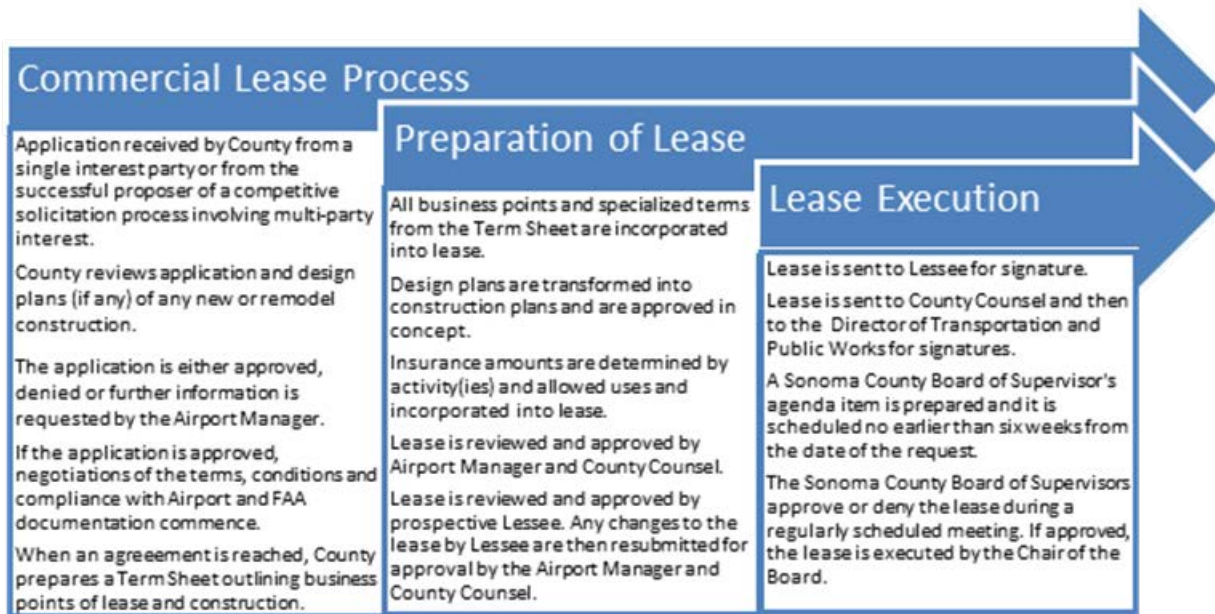 Commercial Lease Process
Application received by County from a
single interest party or from the
successful proposer of a competitive
solicitation process involving multi-party
interest.
County reviews application and design
plans (if any) of any new or remodel
construction.
The application is either approved,
denied or further information is
requested by the Airport Manager.
If the application is approved,
negotiations of the terms, conditions and
compliance with Airport and FAA
documentation commence.
When an agreeement is reached, County
prepares a Term Sheet outlining business
points of lease and construction.
Preparation of Lease
All business points and specialized terms
from the Term Sheet are incorporated
into lease.
Design plans are transformed into
construction plans and are approved in
concept.
Insurance amounts are determined by
activity(ies) and allowed uses and
incorporated into lease.
Lease is reviewed and approved by
Airport Manager and County Counsel.
Lease is reviewed and approved by
prospective Lessee. Any changes to the
lease by Lessee are then resubmitted for
approval by the Airport Manager and
County Counsel.
Lease Execution
Lease is sent to Lessee for signature.
Lease is sent to County Counsel and then
to the Director of Transportation and
Public Works for signatures.
A Sonoma County Board of Supervisor's
agenda item is prepared and it is
scheduled no earlier than six weeks from
the date of the request.
The Sonoma County Board of Supervisors
approve or deny the lease during a
regularly scheduled meeting. If approved,
the lease is executed by the Chair of the
Board.